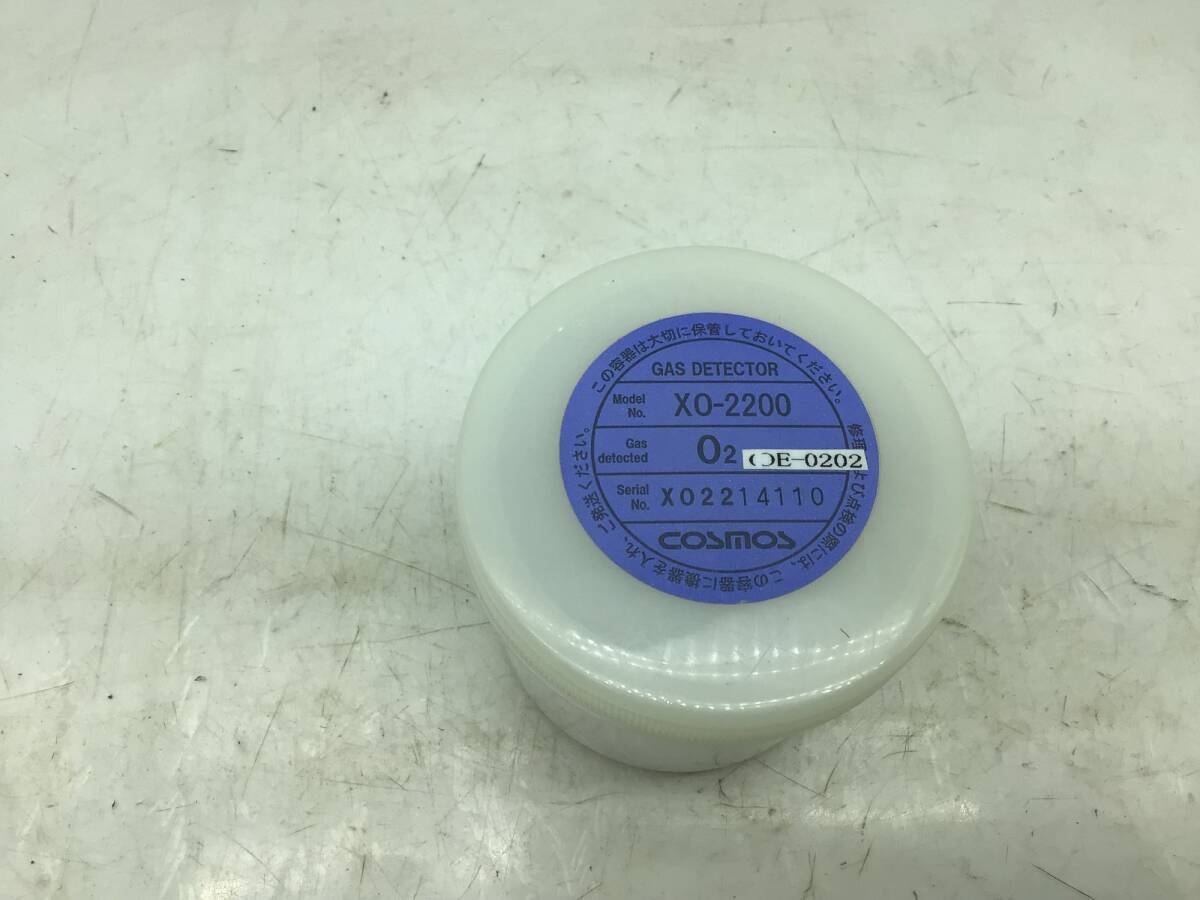 この容器は大切に保管しておいてください。
GAS DETECTOR
Model No. XO-2200
Gas detected O2
OE-0202
Serial No. XO2214110
COSMOS
修理 よび点検の際には、この容器に機器を入れ、ご発送ください。